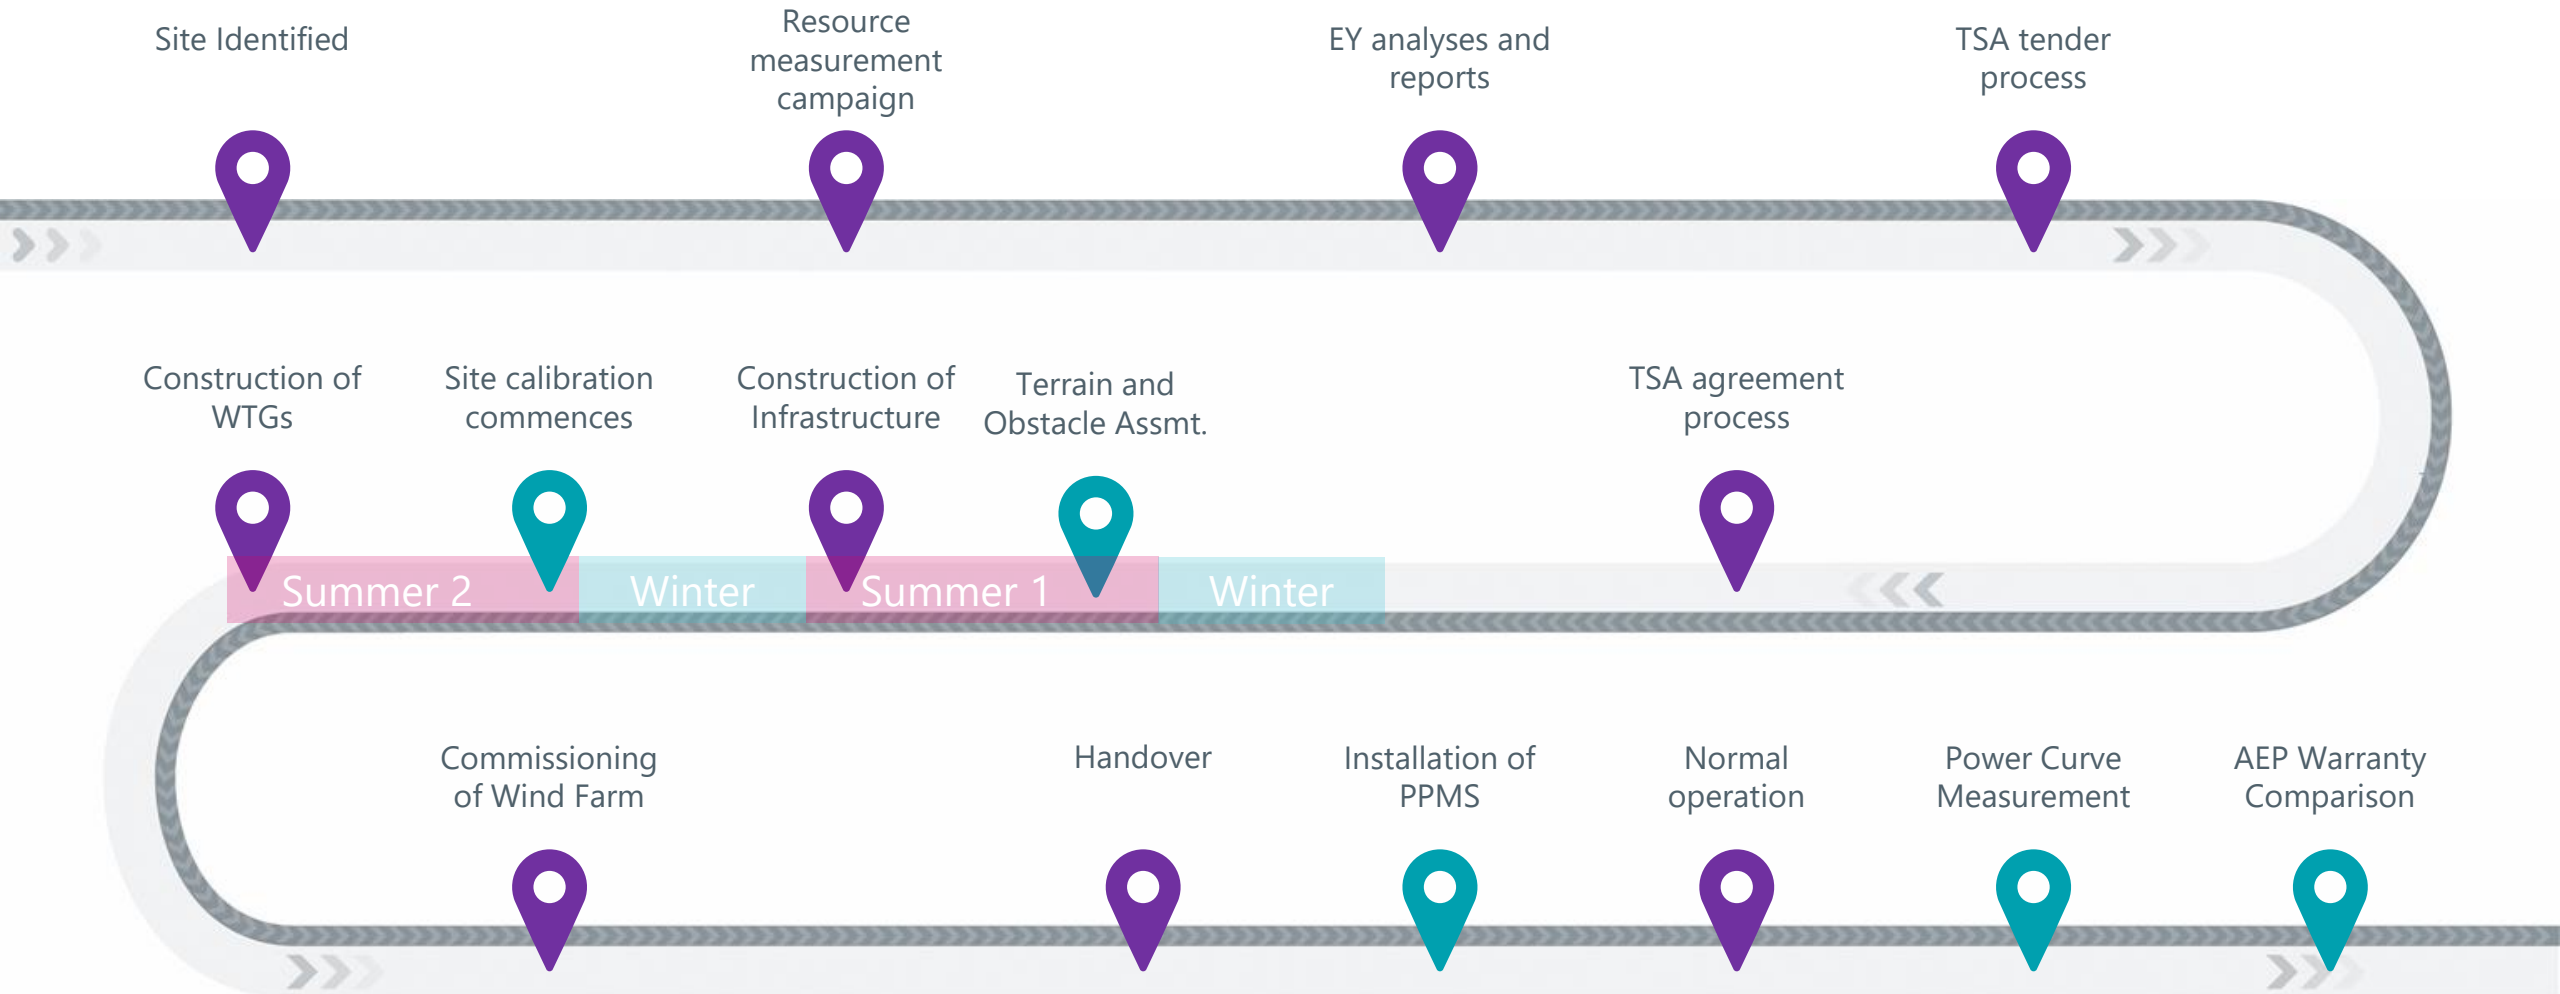 Site Identified
Resource
measurement
campaign
EY analyses and
reports
TSA tender
process
Construction of
WTGs
Site calibration
commences
Construction of
Infrastructure
Terrain and
Obstacle Assmt.
TSA agreement
process
Summer 2
Winter
Summer 1
Winter
Commissioning
of Wind Farm
Handover
Installation of
PPMS
Normal
operation
Power Curve
Measurement
AEP Warranty
Comparison